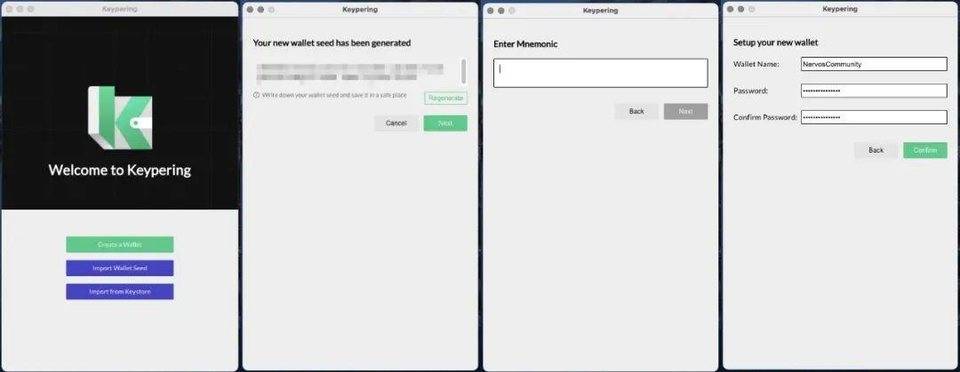 Keypering
Welcome to Keypering
Create a Wallet
Import Wallet Seed
Import from Keystore
Keypering
Your new wallet seed has been generated
Write down your wallet seed and save it in a safe place
Regenerate
Cancel
Next
Keypering
Enter Mnemonic
Back
Next
Keypering
Setup your new wallet
Wallet Name:
NervosCommunity
Password:
Confirm Password:
Back
Confirm